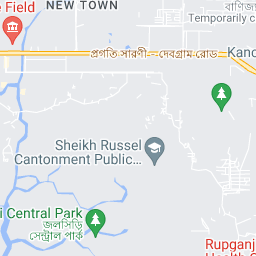 e Field
NEW TOWN
বাণিজ্য
Temporarily c
প্রগতি সারণী - দেবগ্রাম রোড
Kanc
Sheikh Russel
Cantonment Public...
i Central Park
জলসিঁড়ি
সেন্ট্রাল পার্ক
Rupganj
Health C